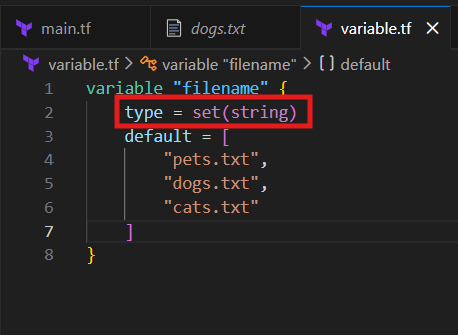 main.tf dogs.txt variable.tf ×
variable.tf > variable "filename" > [ ] default
1 variable "filename" {
2 type = set(string)
3 default = [
4 "pets.txt",
5 "dogs.txt",
6 "cats.txt"
7 ]
8 }